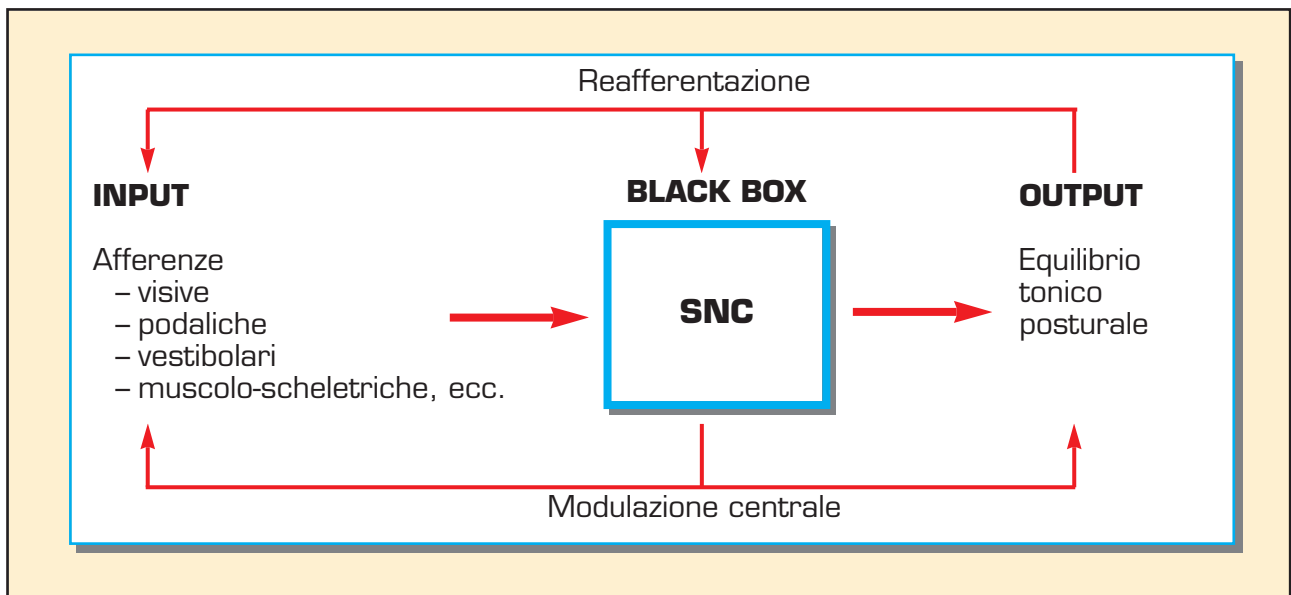 Reafferentazione
INPUT
Afferenze
– visive
– podaliche
– vestibolari
– muscolo-scheletriche, ecc.
BLACK BOX
SNC
OUTPUT
Equilibrio
tonico
posturale
Modulazione centrale